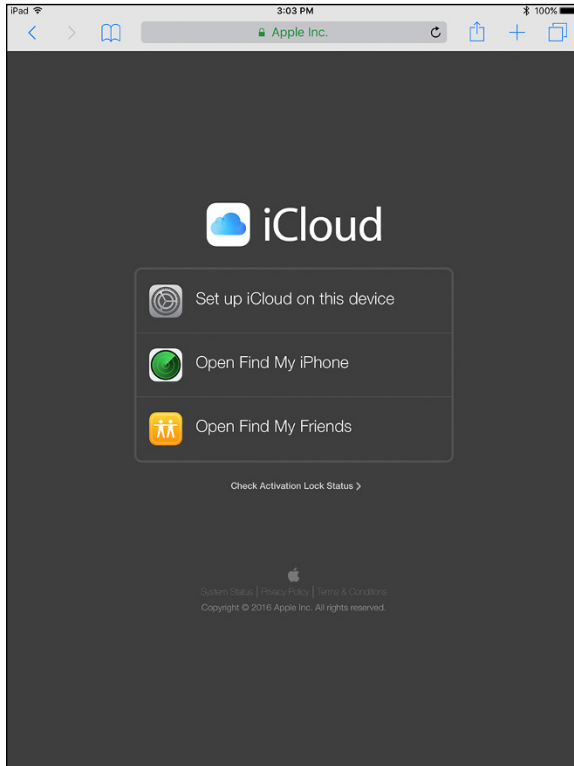 iPad 3:03 PM 100%
Apple Inc.
iCloud
Set up iCloud on this device
Open Find My iPhone
Open Find My Friends
Check Activation Lock Status >
System Status | Privacy Policy | Terms & Conditions
Copyright © 2016 Apple Inc. All rights reserved.